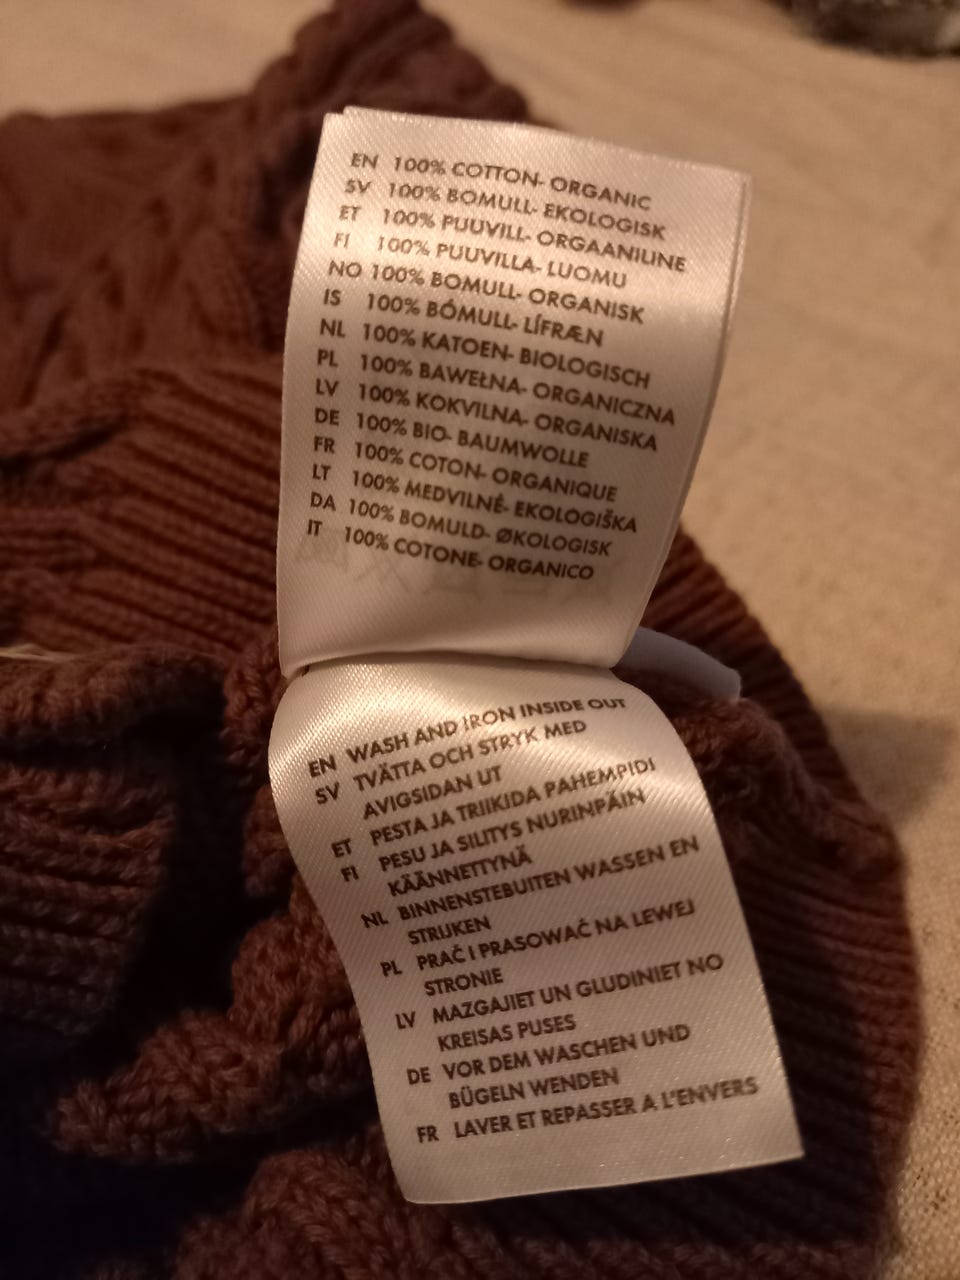 EN 100% COTTON- ORGANIC
SV 100% BOMULL- EKOLOGISK
ET 100% PUUVILL- ORGAANILINE
FI 100% PUUVILLA- LUOMU
NO 100% BOMULL- ORGANISK
IS 100% BÓMULL- LÍFRÆN
NL 100% KATOEN- BIOLOGISCH
PL 100% BAWEŁNA- ORGANICZNA
LV 100% KOKVILNA- ORGANISKA
DE 100% BIO- BAUMWOLLE
FR 100% COTON- ORGANIQUE
LT 100% MEDVILNĖ- EKOLOGIŠKA
DA 100% BOMULD- ØKOLOGISK
IT 100% COTONE- ORGANICO
EN WASH AND IRON INSIDE OUT
SV TVÄTTA OCH STRYK MED
AVIGSIDAN UT
ET PESTA JA TRIIKIDA PAHEMPIDI
FI PESU JA SILITYS NURINPÄIN
KÄÄNNETTYNÄ
NL BINNENSTEBUITEN WASSEN EN
STRIJKEN
PL PRAĆ I PRASOWAĆ NA LEWEJ
STRONIE
LV MAZGAJIET UN GLUDINIET NO
KREISAS PUSES
DE VOR DEM WASCHEN UND
BÜGELN WENDEN
FR LAVER ET REPASSER A L'ENVERS